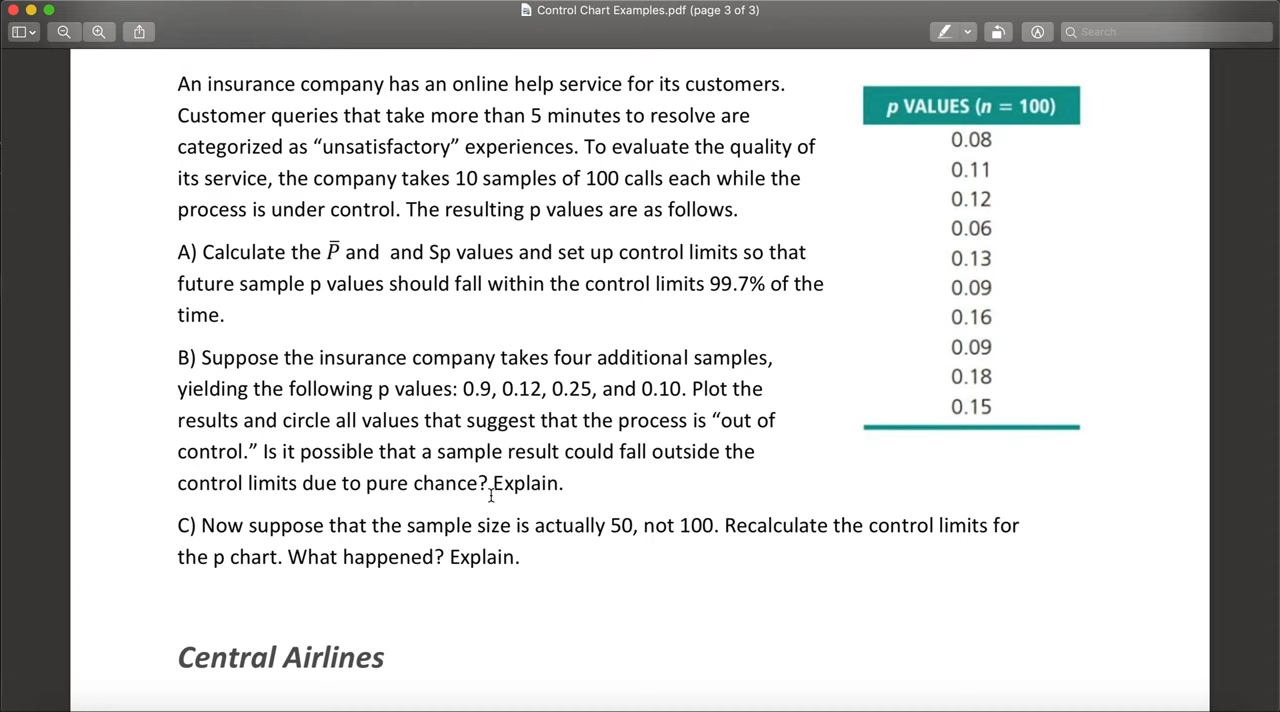 Control Chart Examples.pdf (page 3 of 3)
Search
An insurance company has an online help service for its customers.
Customer queries that take more than 5 minutes to resolve are
categorized as “unsatisfactory” experiences. To evaluate the quality of
its service, the company takes 10 samples of 100 calls each while the
process is under control. The resulting p values are as follows.
A) Calculate the P̄ and  and Sp values and set up control limits so that
future sample p values should fall within the control limits 99.7% of the
time.
B) Suppose the insurance company takes four additional samples,
yielding the following p values: 0.9, 0.12, 0.25, and 0.10. Plot the
results and circle all values that suggest that the process is “out of
control.” Is it possible that a sample result could fall outside the
control limits due to pure chance? Explain.
C) Now suppose that the sample size is actually 50, not 100. Recalculate the control limits for
the p chart. What happened? Explain.
p VALUES (n = 100)
0.08
0.11
0.12
0.06
0.13
0.09
0.16
0.09
0.18
0.15
Central Airlines